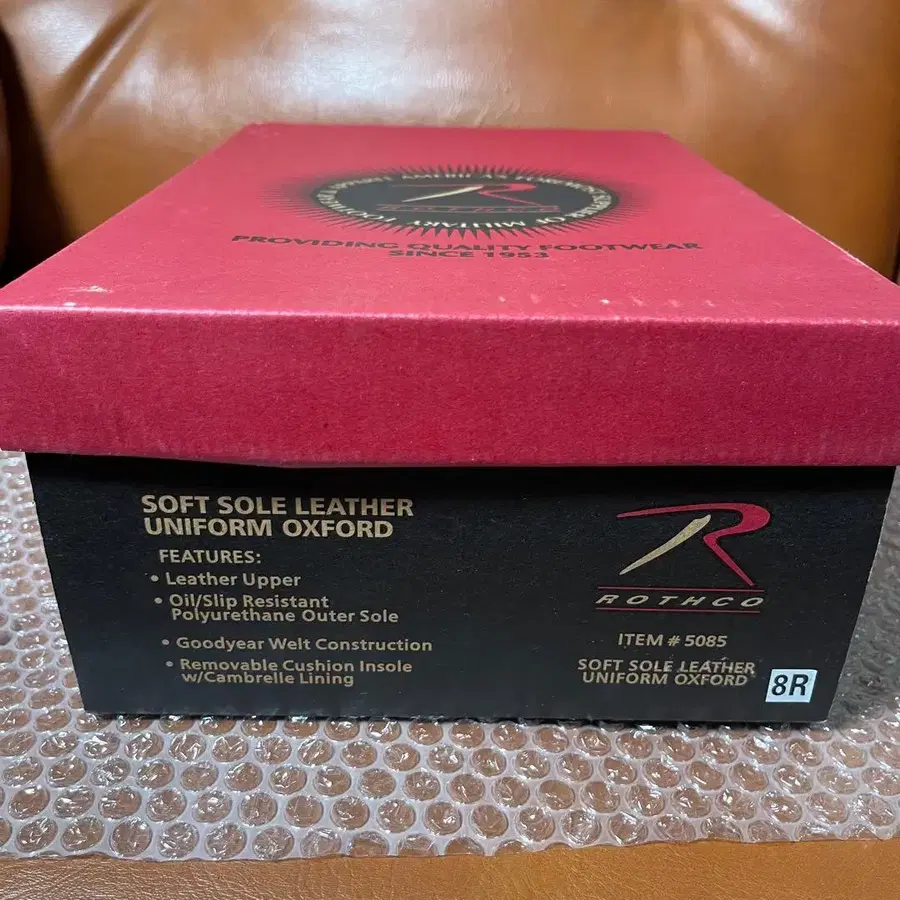 PROVIDING QUALITY FOOTWEAR
SINCE 1953
SOFT SOLE LEATHER
UNIFORM OXFORD
FEATURES:
• Leather Upper
• Oil/Slip Resistant
Polyurethane Outer Sole
• Goodyear Welt Construction
• Removable Cushion Insole
w/Cambrelle Lining
R
ROTHCO
ITEM # 5085
SOFT SOLE LEATHER
UNIFORM OXFORD
8R